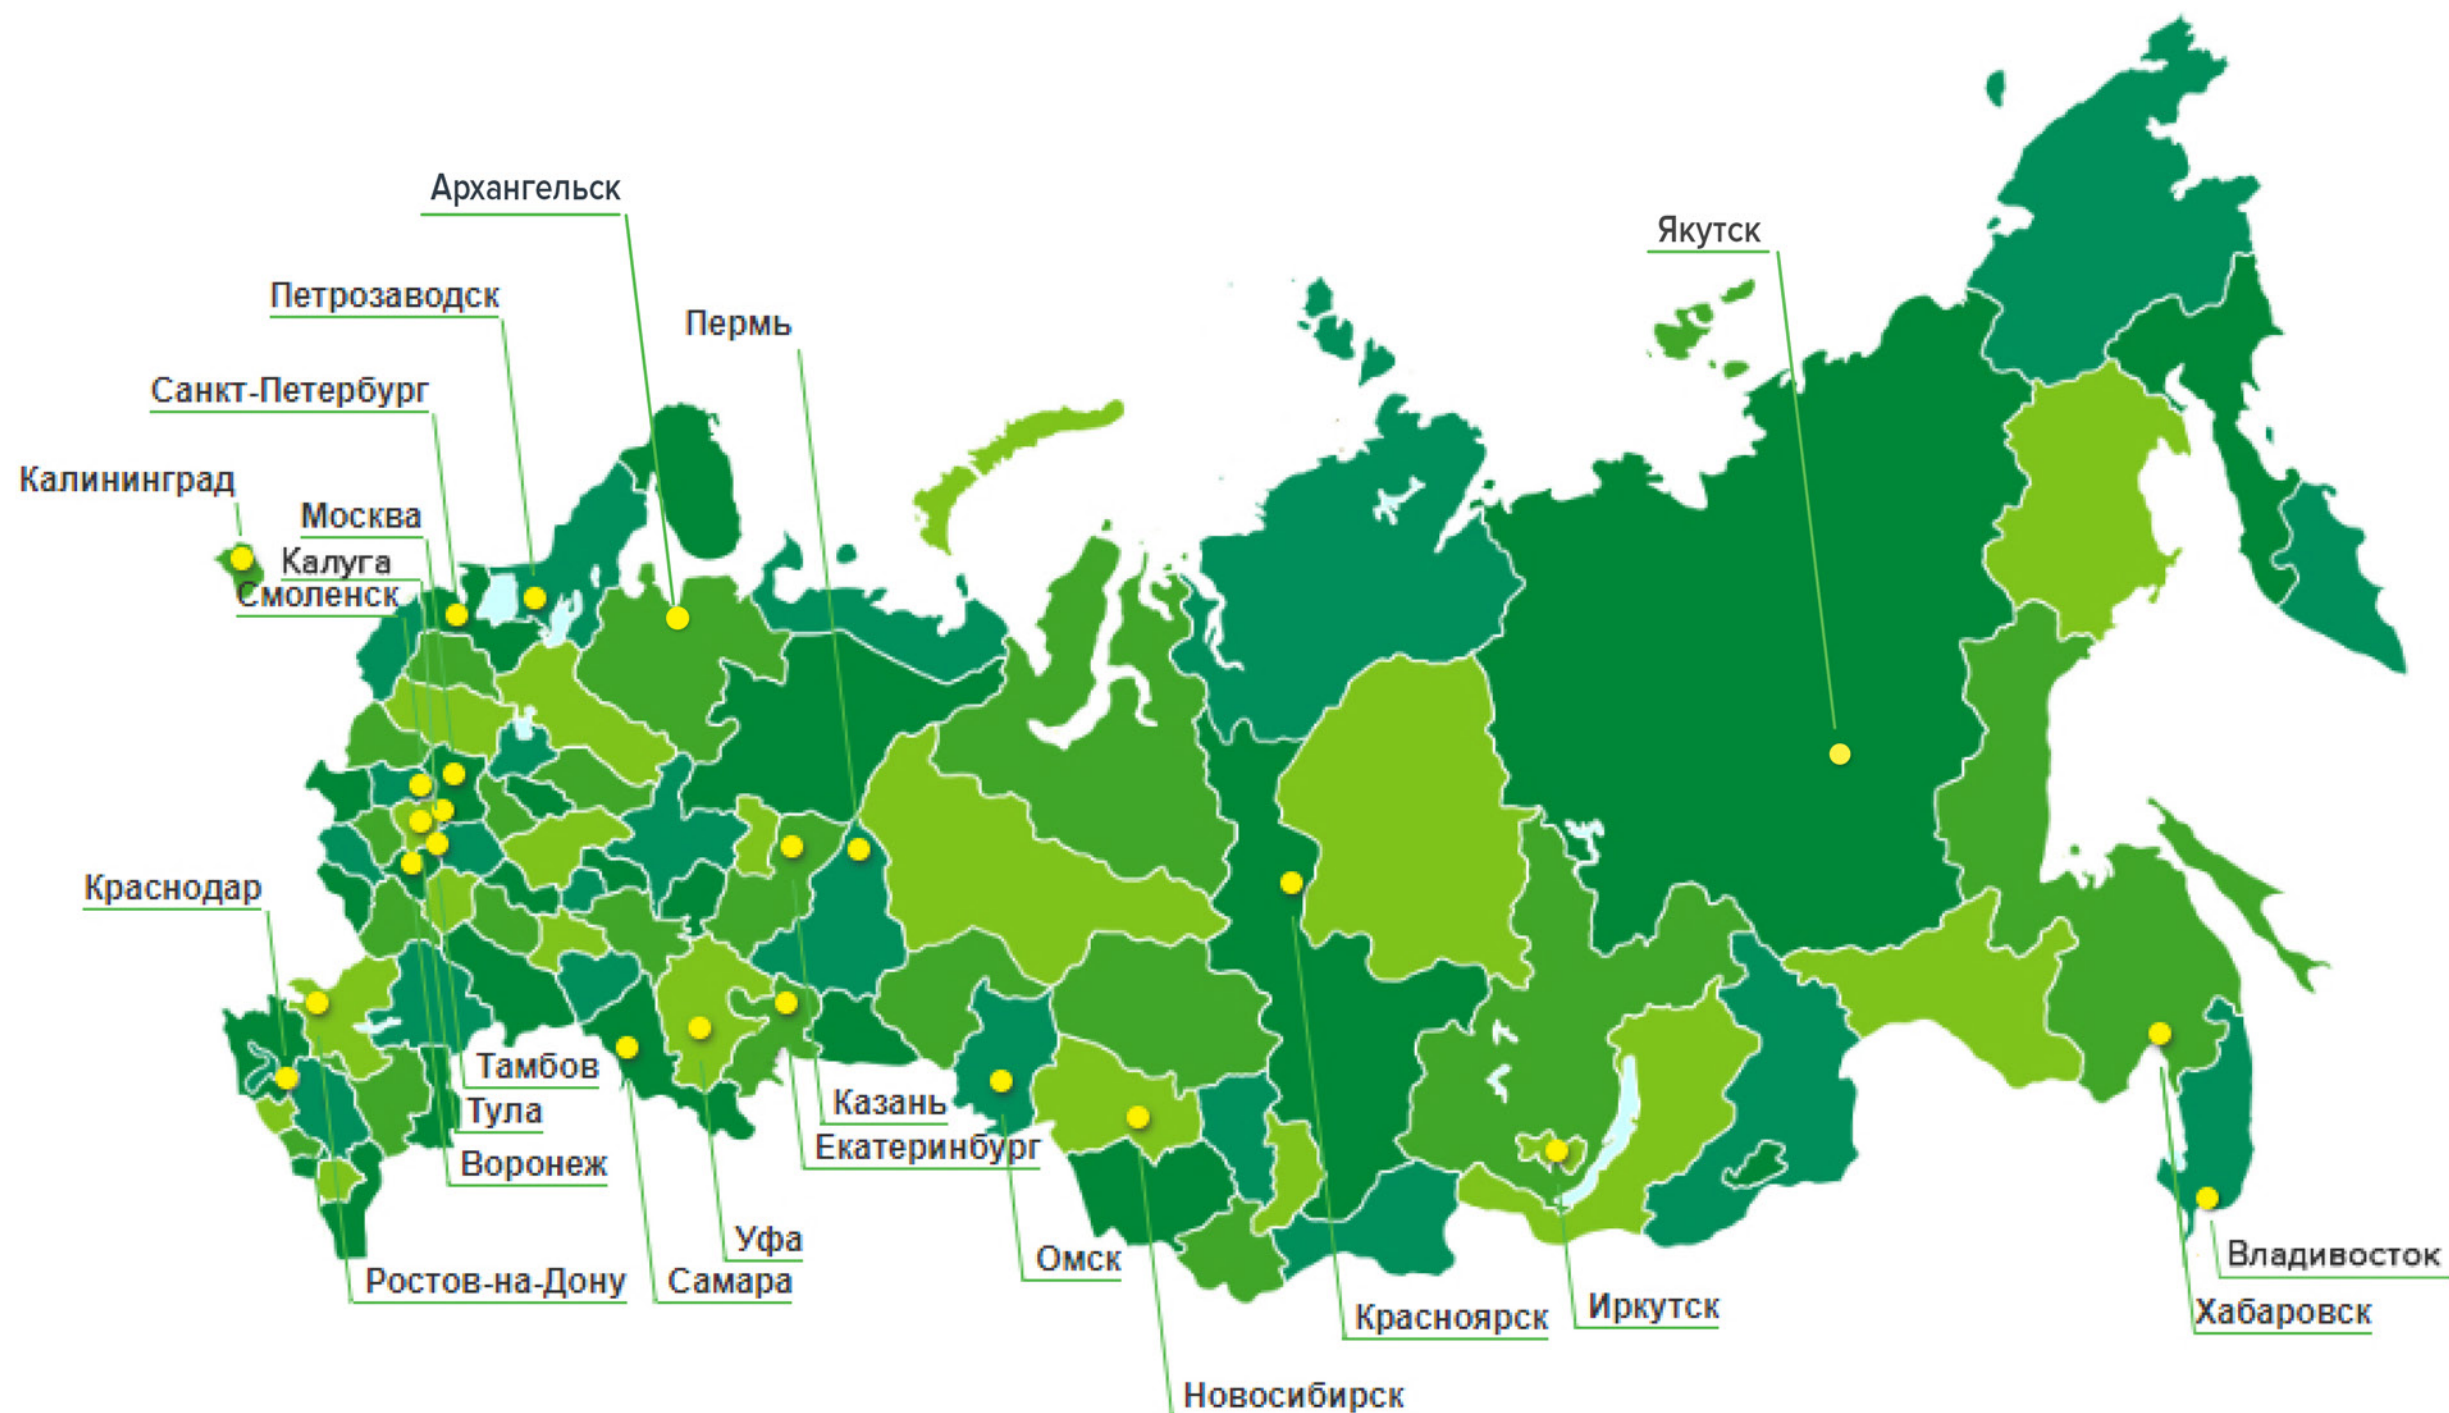 Архангельск
Якутск
Петрозаводск
Пермь
Санкт-Петербург
Калининград
Москва
Калуга
Смоленск
Краснодар
Тамбов
Казань
Тула
Екатеринбург
Воронеж
Уфа
Омск
Владивосток
Ростов-на-Дону
Самара
Красноярск
Иркутск
Хабаровск
Новосибирск